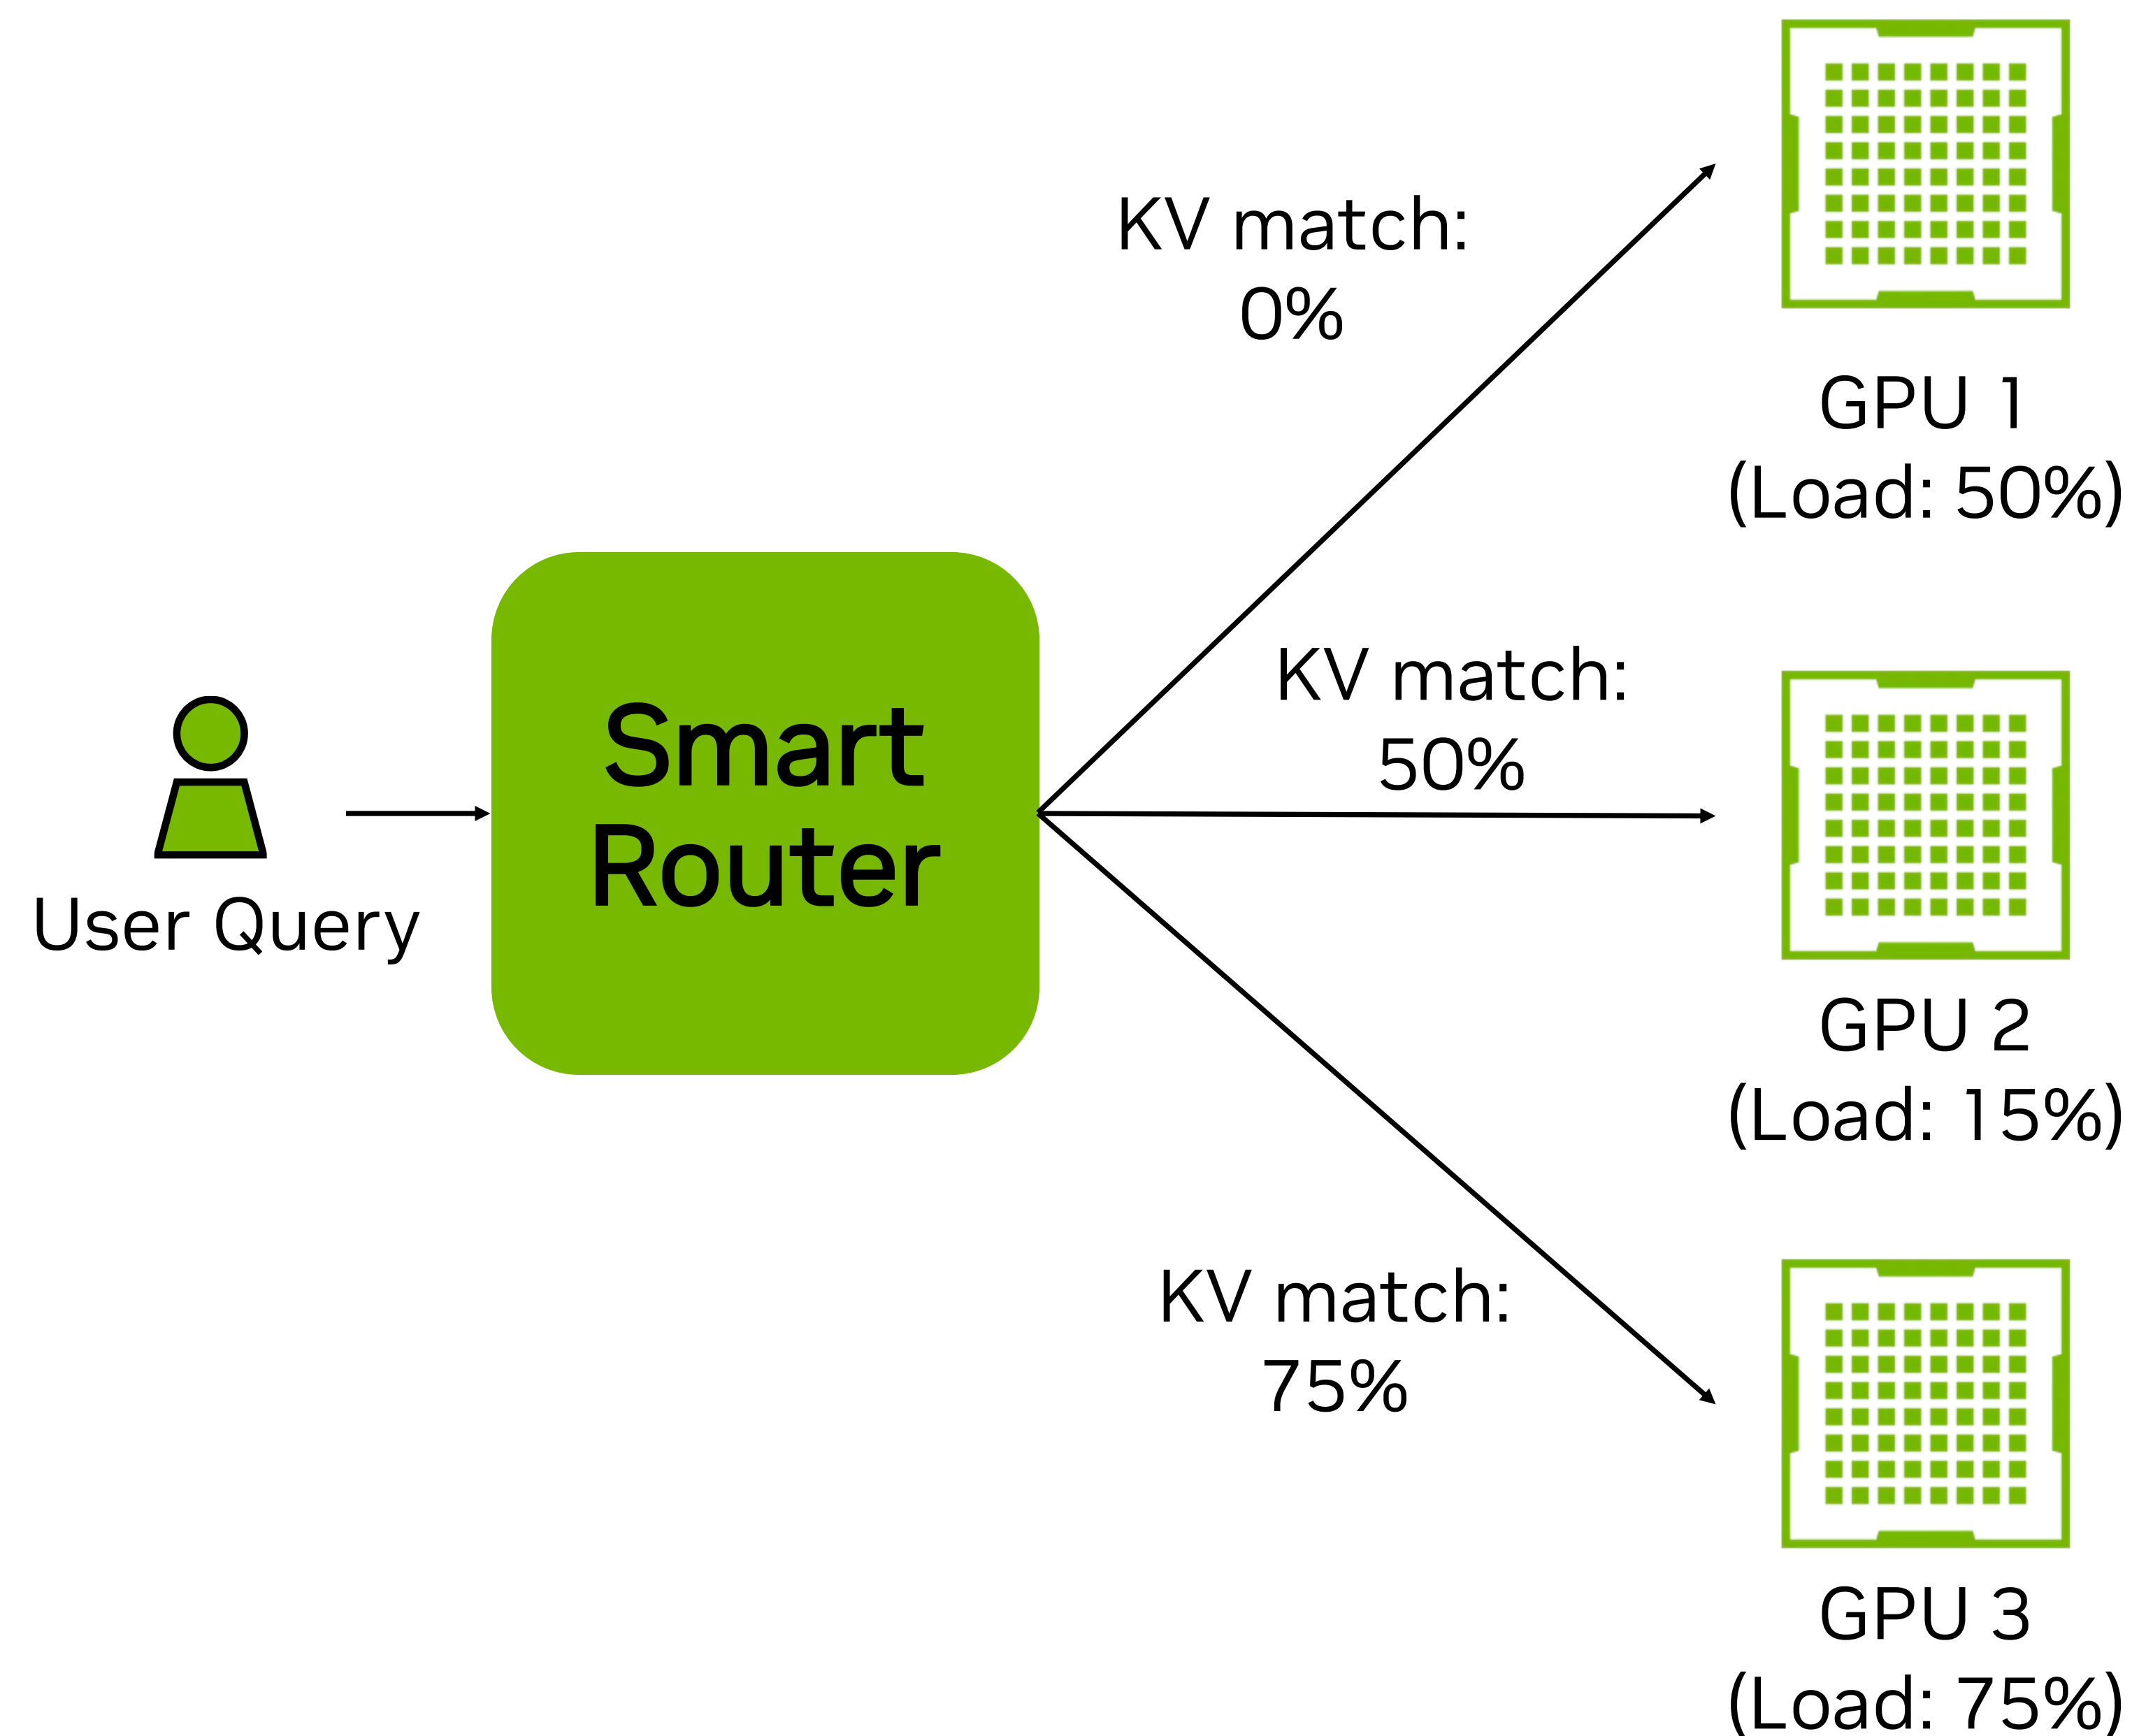 KV match:
0%
GPU 1
(Load: 50%)
KV match:
50%
Smart
Router
User Query
GPU 2
(Load: 15%)
KV match:
75%
GPU 3
(Load: 75%)